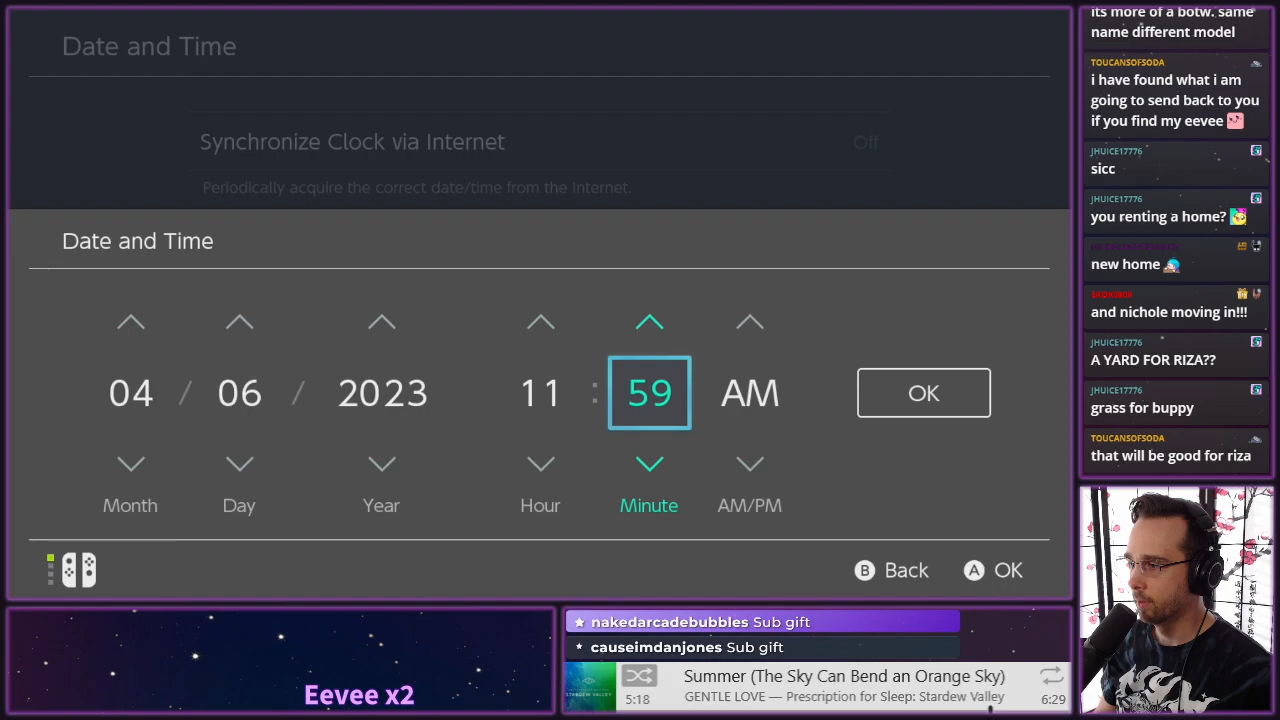 Date and Time
Synchronize Clock via Internet
Off
Periodically acquire the correct date/time from the Internet.
Date and Time
04 / 06 / 2023 11 : 59 AM OK
Month Day Year Hour Minute AM/PM
B Back A OK
its more of a botw. same
name different model
TOUCANSOFSODA
i have found what i am
going to send back to you
if you find my eevee
JHUICE17776
sicc
JHUICE17776
you renting a home?
new home
and nichole moving in!!!
JHUICE17776
A YARD FOR RIZA??
JHUICE17776
grass for buppy
TOUCANSOFSODA
that will be good for riza
Eevee x2
nakedarcadebubbles Sub gift
causeimdanjones Sub gift
STARDEW VALLEY
Summer (The Sky Can Bend an Orange Sky)
5:18 GENTLE LOVE — Prescription for Sleep: Stardew Valley 6:29